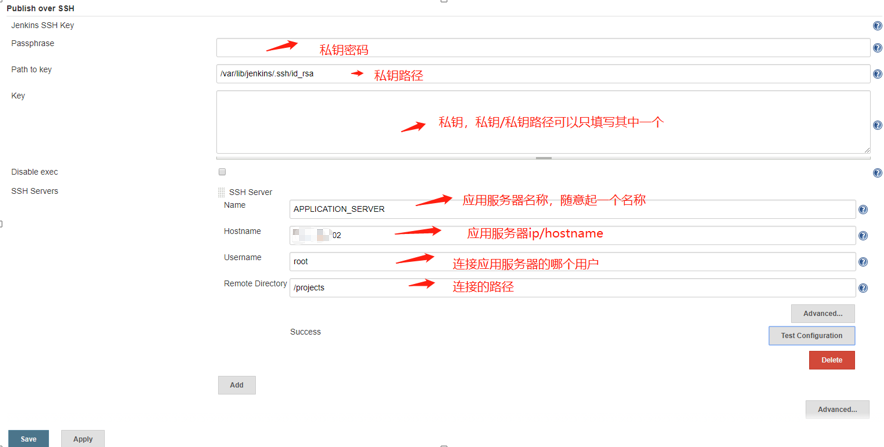 Publish over SSH
Jenkins SSH Key
Passphrase
私钥密码
Path to key
/var/lib/jenkins/.ssh/id_rsa
私钥路径
Key
私钥，私钥/私钥路径可以只填写其中一个
Disable exec
SSH Servers
SSH Server
Name
APPLICATION_SERVER
应用服务器名称，随意起一个名称
Hostname
02
应用服务器ip/hostname
Username
root
连接应用服务器的哪个用户
Remote Directory
/projects
连接的路径
Advanced...
Success
Test Configuration
Delete
Add
Advanced...
Save
Apply